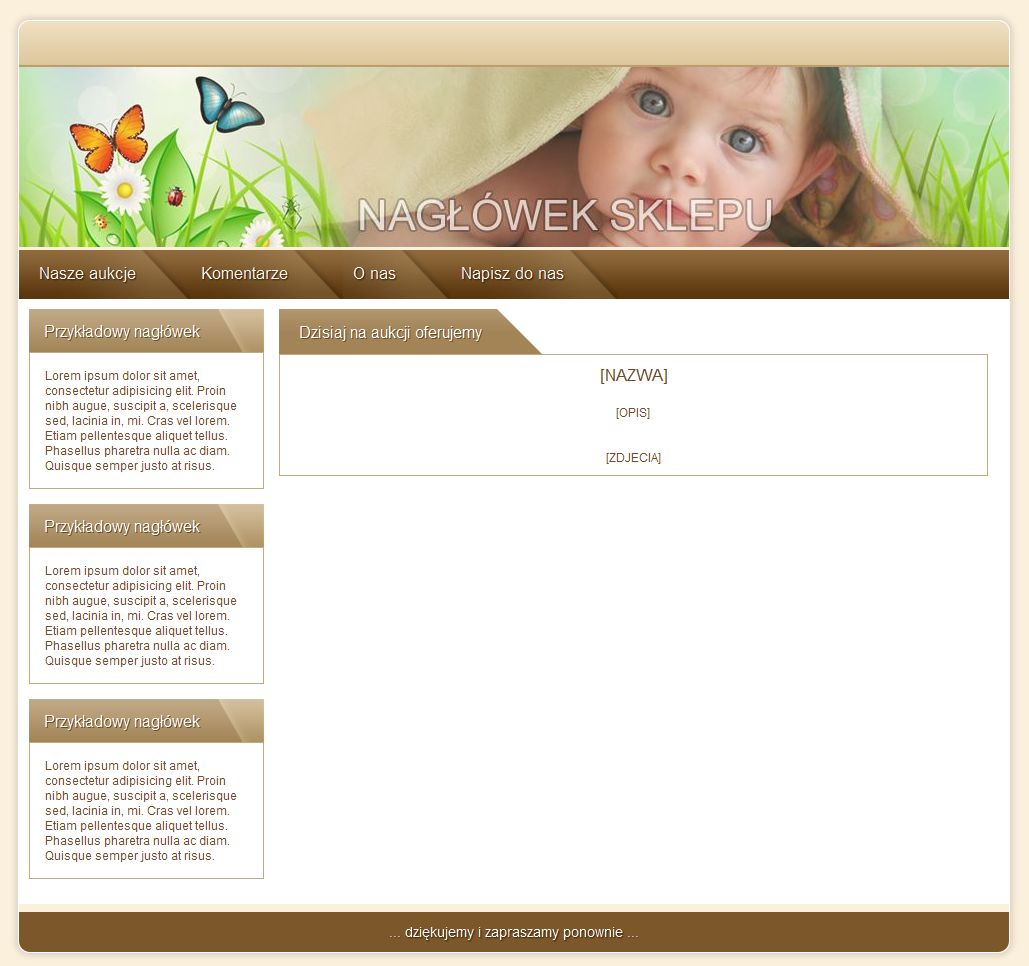 NAGŁÓWEK SKLEPU
Nasze aukcje
Komentarze
O nas
Napisz do nas
Przykładowy nagłówek
Lorem ipsum dolor sit amet,
consectetur adipisicing elit. Proin
nibh augue, suscipit a, scelerisque
sed, lacinia in, mi. Cras vel lorem.
Etiam pellentesque aliquet tellus.
Phasellus pharetra nulla ac diam.
Quisque semper justo at risus.
Przykładowy nagłówek
Lorem ipsum dolor sit amet,
consectetur adipisicing elit. Proin
nibh augue, suscipit a, scelerisque
sed, lacinia in, mi. Cras vel lorem.
Etiam pellentesque aliquet tellus.
Phasellus pharetra nulla ac diam.
Quisque semper justo at risus.
Przykładowy nagłówek
Lorem ipsum dolor sit amet,
consectetur adipisicing elit. Proin
nibh augue, suscipit a, scelerisque
sed, lacinia in, mi. Cras vel lorem.
Etiam pellentesque aliquet tellus.
Phasellus pharetra nulla ac diam.
Quisque semper justo at risus.
Dzisiaj na aukcji oferujemy
[NAZWA]
[OPIS]
[ZDJECIA]
... dziękujemy i zapraszamy ponownie ...